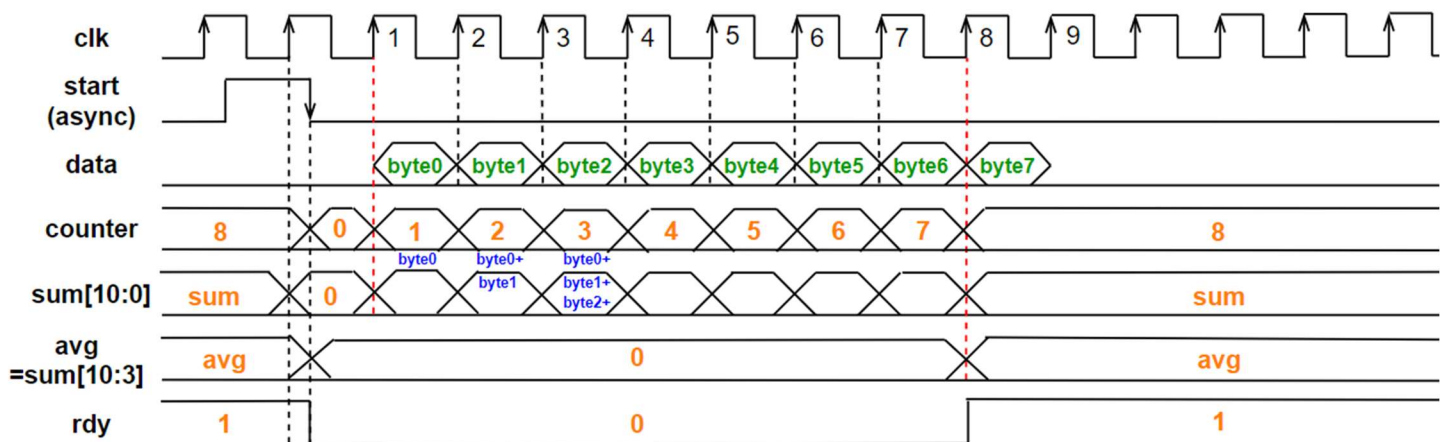 clk 1 2 3 4 5 6 7 8 9
start
(async)
data byte0 byte1 byte2 byte3 byte4 byte5 byte6 byte7
counter 8 0 1 2 3 4 5 6 7 8
byte0 byte0+ byte0+
sum[10:0] sum 0 byte1 byte1+ sum
byte2+
avg
=sum[10:3] avg 0 avg
rdy 1 0 1